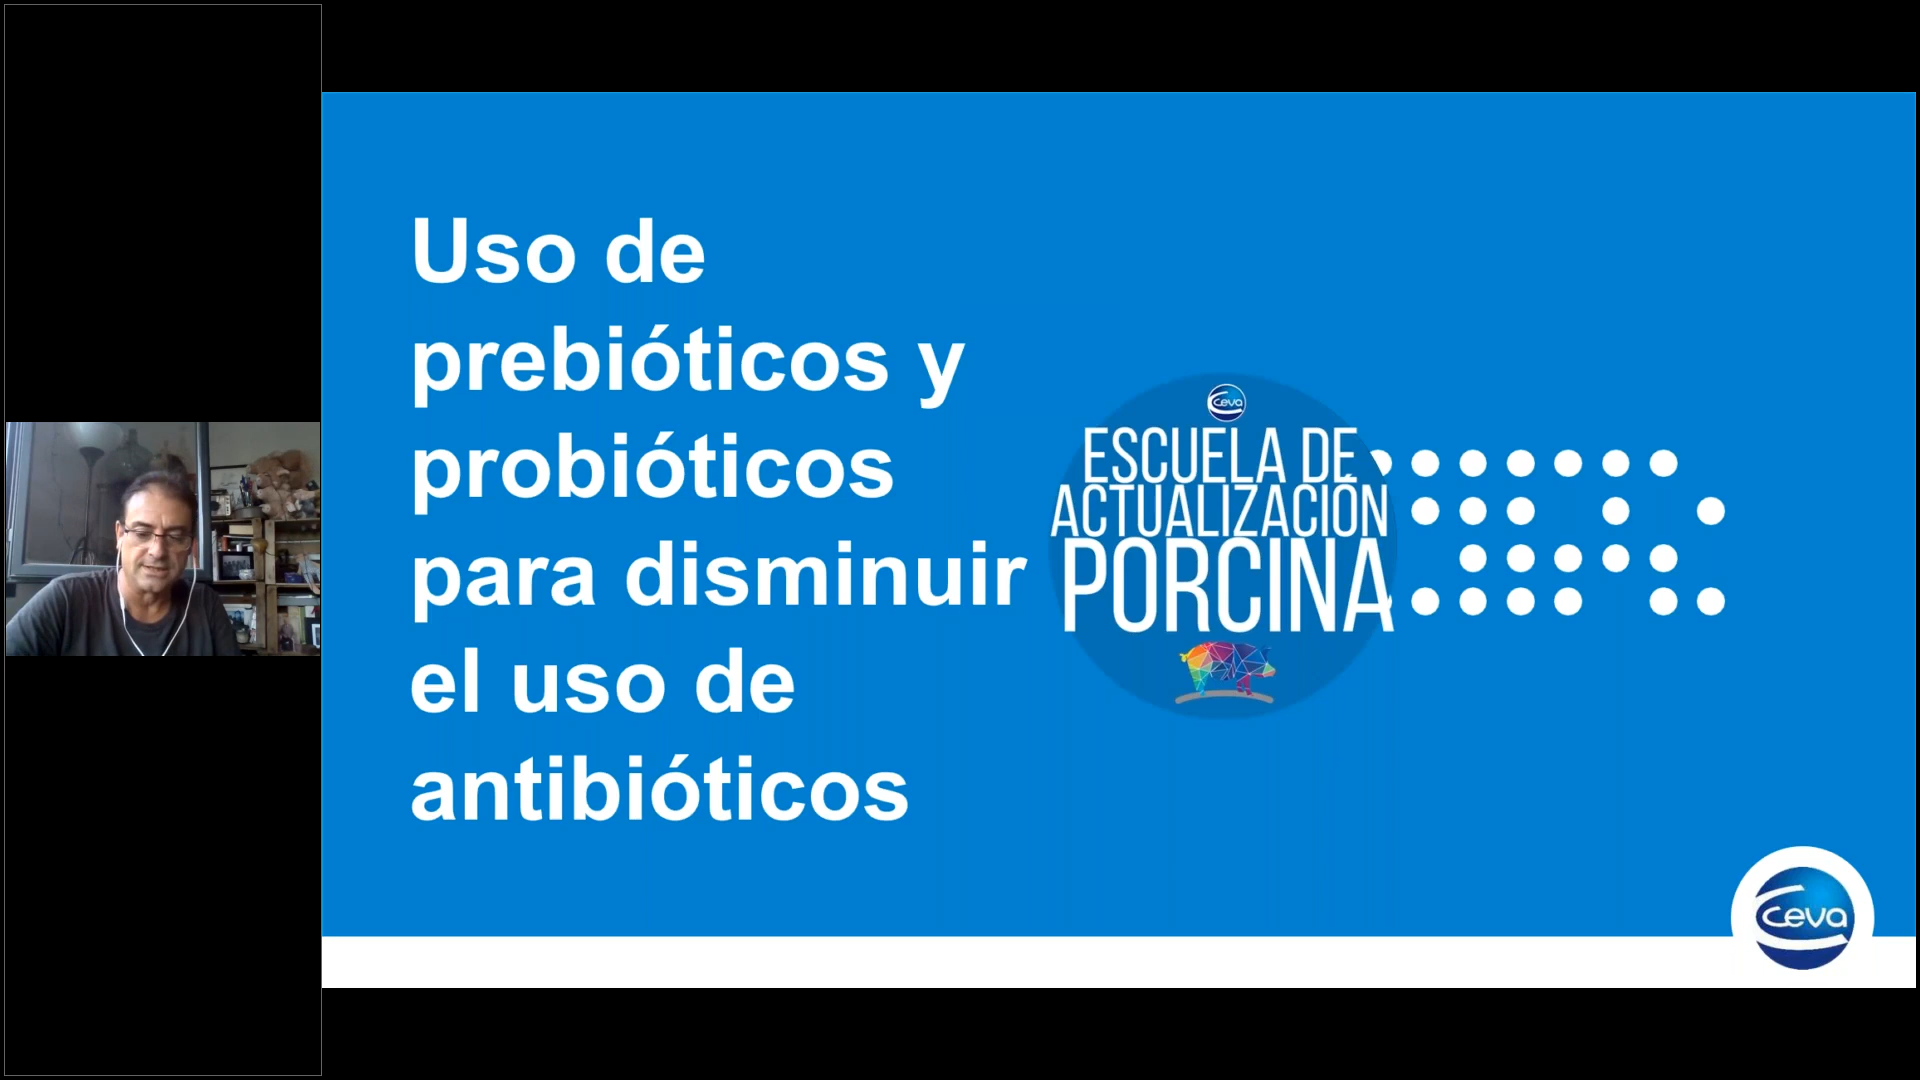 Uso de
prebióticos y
probióticos
para disminuir
el uso de
antibióticos
ceva
ESCUELA DE
ACTUALIZACIÓN
PORCINA
ceva